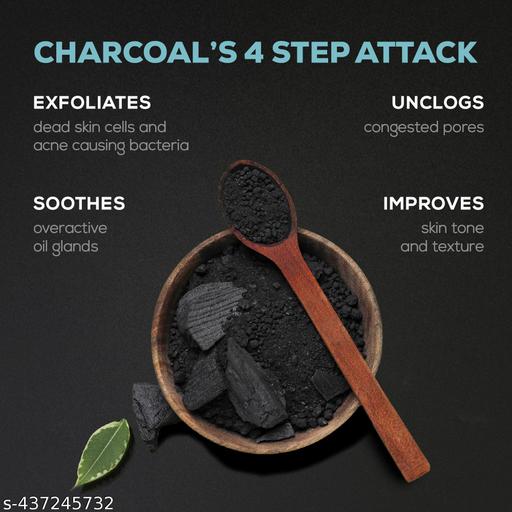 CHARCOAL'S 4 STEP ATTACK
EXFOLIATES
dead skin cells and
acne causing bacteria
UNCLOGS
congested pores
SOOTHES
overactive
oil glands
IMPROVES
skin tone
and texture
s-437245732